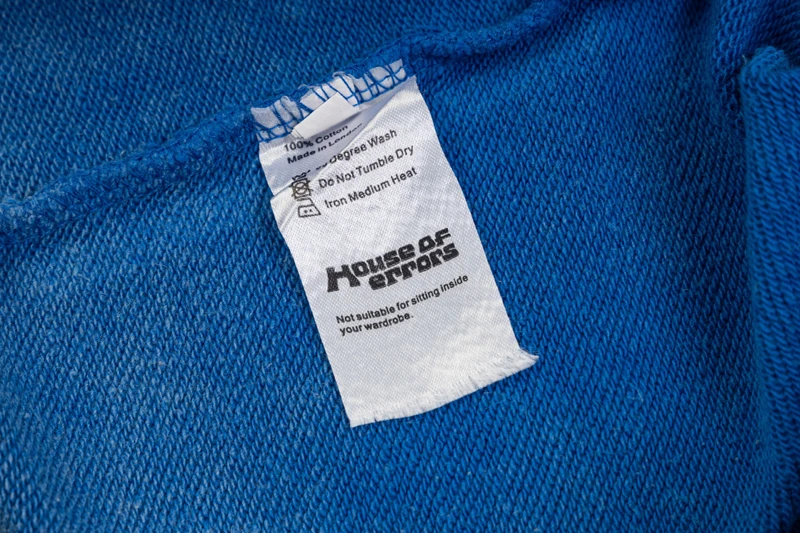 100% Cotton
Made in London
Degree Wash
Do Not Tumble Dry
Iron Medium Heat
House of
errors
Not suitable for sitting inside
your wardrobe.